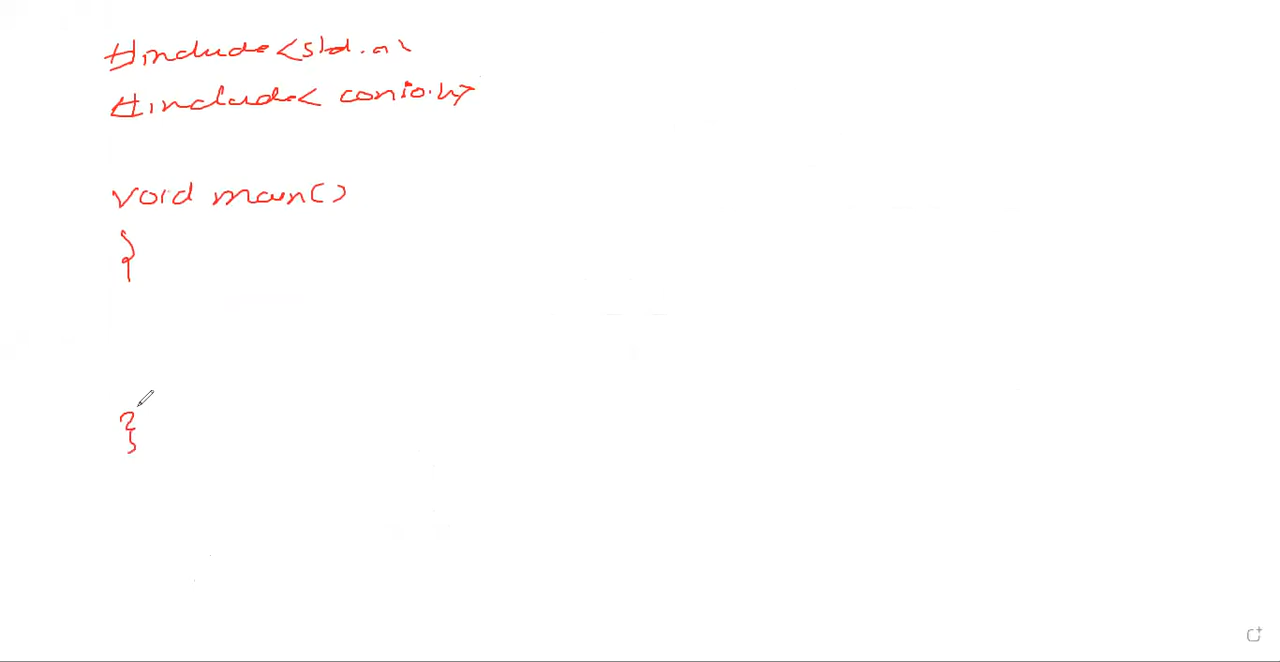 #include<std.n>
#include< conio.h>
void main()
{
}